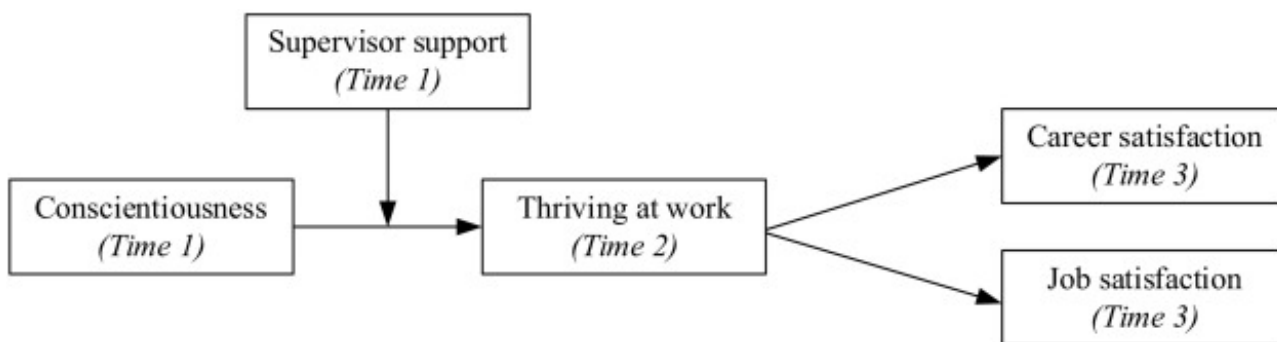 Supervisor support
(Time 1)
Career satisfaction
(Time 3)
Conscientiousness
(Time 1)
Thriving at work
(Time 2)
Job satisfaction
(Time 3)